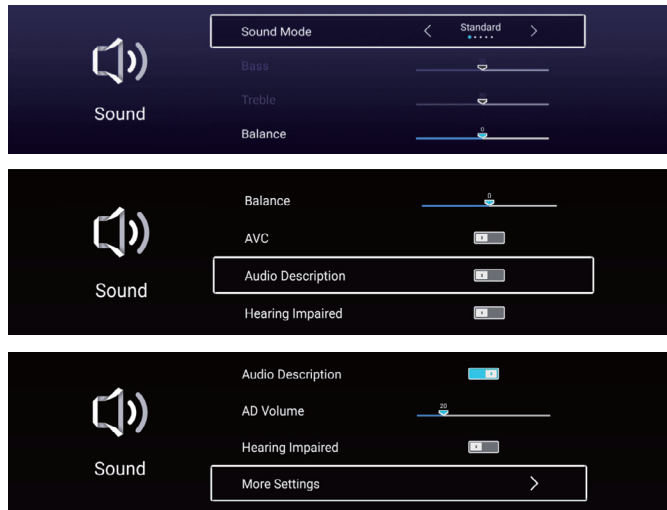 Sound Mode
Standard
Bass
Treble
Balance
0
Sound
Balance
0
AVC
Audio Description
Hearing Impaired
Sound
Audio Description
AD Volume
20
Hearing Impaired
More Settings
Sound